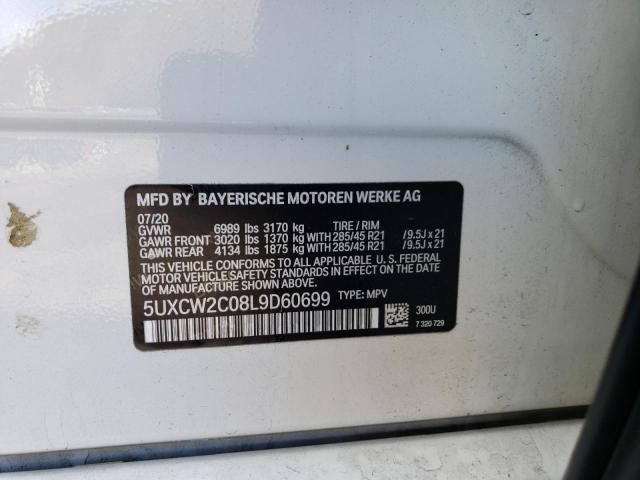 MFD BY BAYERISCHE MOTOREN WERKE AG
07/20
GVWR 6989 lbs 3170 kg TIRE / RIM
GAWR FRONT 3020 lbs 1370 kg WITH 285/45 R21 /9.5J x 21
GAWR REAR 4134 lbs 1875 kg WITH 285/45 R21 /9.5J x 21
THIS VEHICLE CONFORMS TO ALL APPLICABLE U. S. FEDERAL
MOTOR VEHICLE SAFETY STANDARDS IN EFFECT ON THE DATE OF
MANUFACTURE SHOWN ABOVE.
5UXCW2C08L9D60699 TYPE: MPV
300U
7 320 729